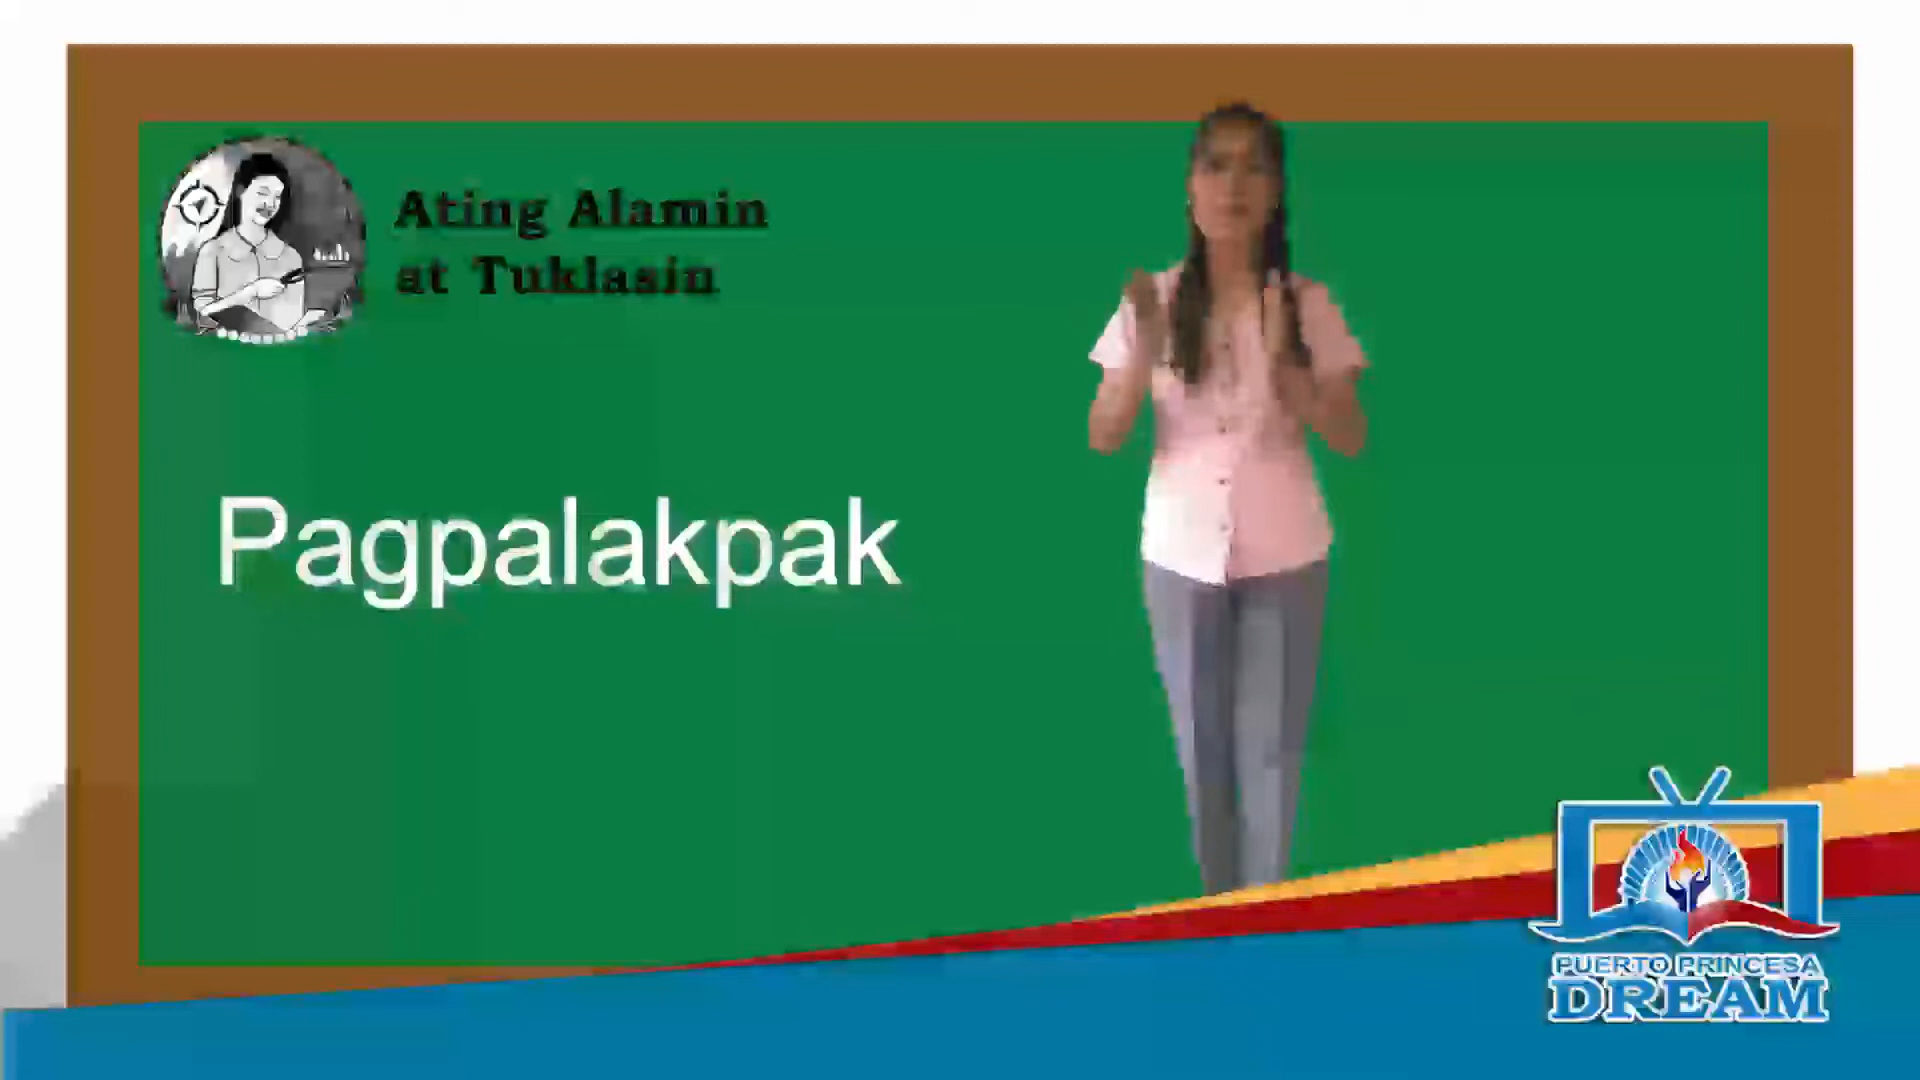 Ating Alamin
at Tuklasin
Pagpalakpak
PUERTO PRINCESA
DREAM